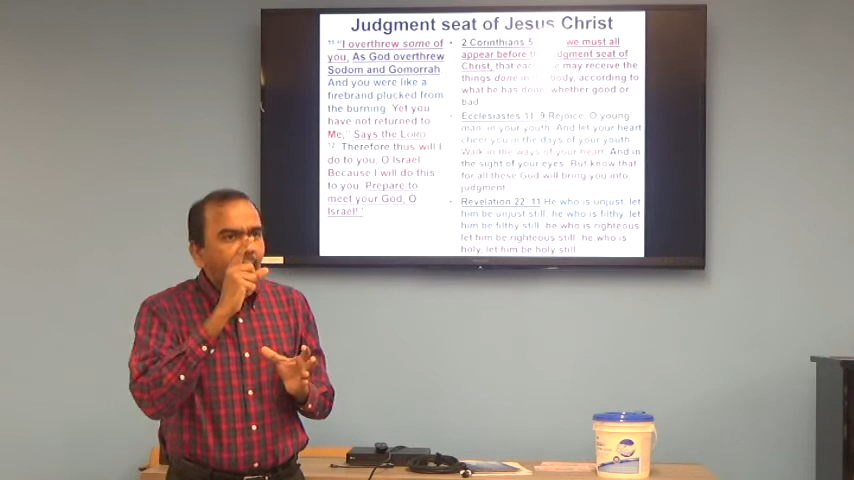 Judgment seat of Jesus Christ
11 "I overthrew some of
you, As God overthrew
Sodom and Gomorrah
And you were like a
firebrand plucked from
the burning. Yet you
have not returned to
Me," Says the LORD
12 Therefore thus will I
do to you, O Israel
Because I will do this
to you, Prepare to
meet your God, O
Israel!"
• 2 Corinthians 5 we must all
appear before judgment seat of
Christ, that may receive the
things done in body, according to
what he has done, whether good or
bad
• Ecclesiastes 11: 9 Rejoice, O young
man, in your youth. And let your heart
cheer you in the days of your youth
Walk in the ways of your heart. And in
the sight of your eyes. But know that
for all these God will bring you into
judgment
• Revelation 22: 11 He who is unjust, let
him be unjust still, he who is filthy, let
him be filthy still, he who is righteous
let him be righteous still, he who is
holy, let him be holy still